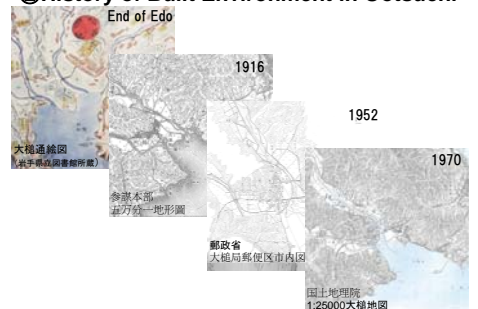 History of Built Environment in Otsuchi
End of Edo
大槌通絵図
(岩手県立図書館所蔵)
1916
参謀本部
五万分一地形圖
1952
郵政省
大槌局郵便区市内図
1970
国土地理院
1:25000大槌地図